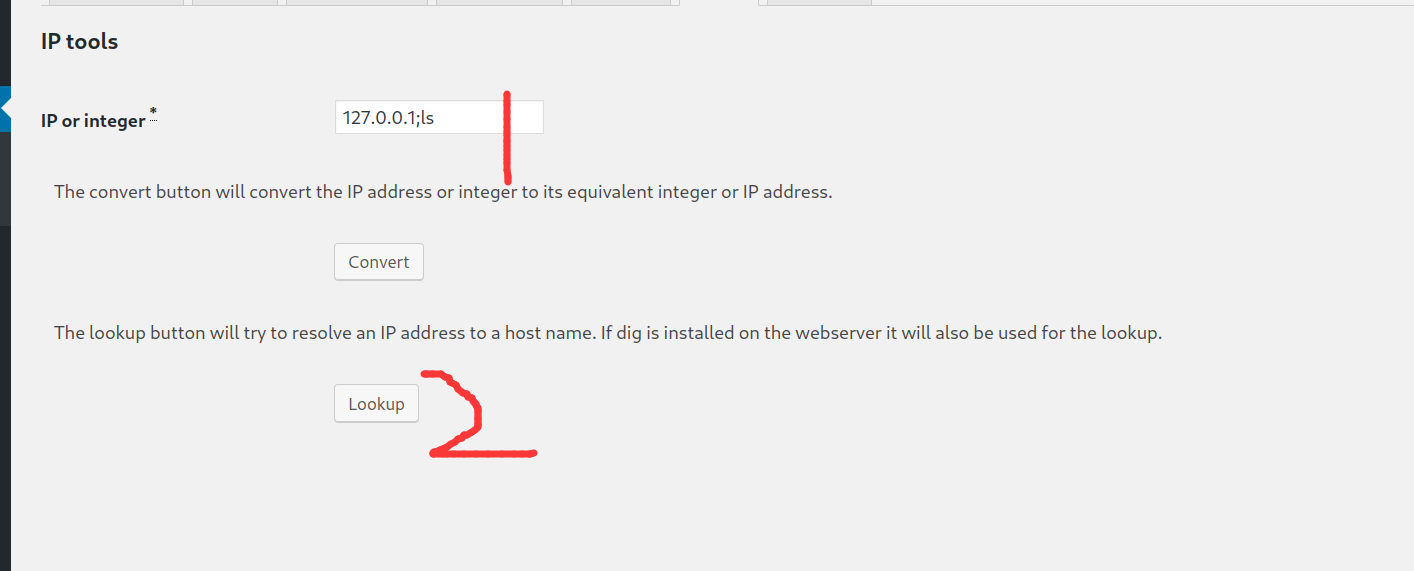 IP tools
IP or integer * 127.0.0.1;ls 1
The convert button will convert the IP address or integer to its equivalent integer or IP address.
Convert
The lookup button will try to resolve an IP address to a host name. If dig is installed on the webserver it will also be used for the lookup.
Lookup 2